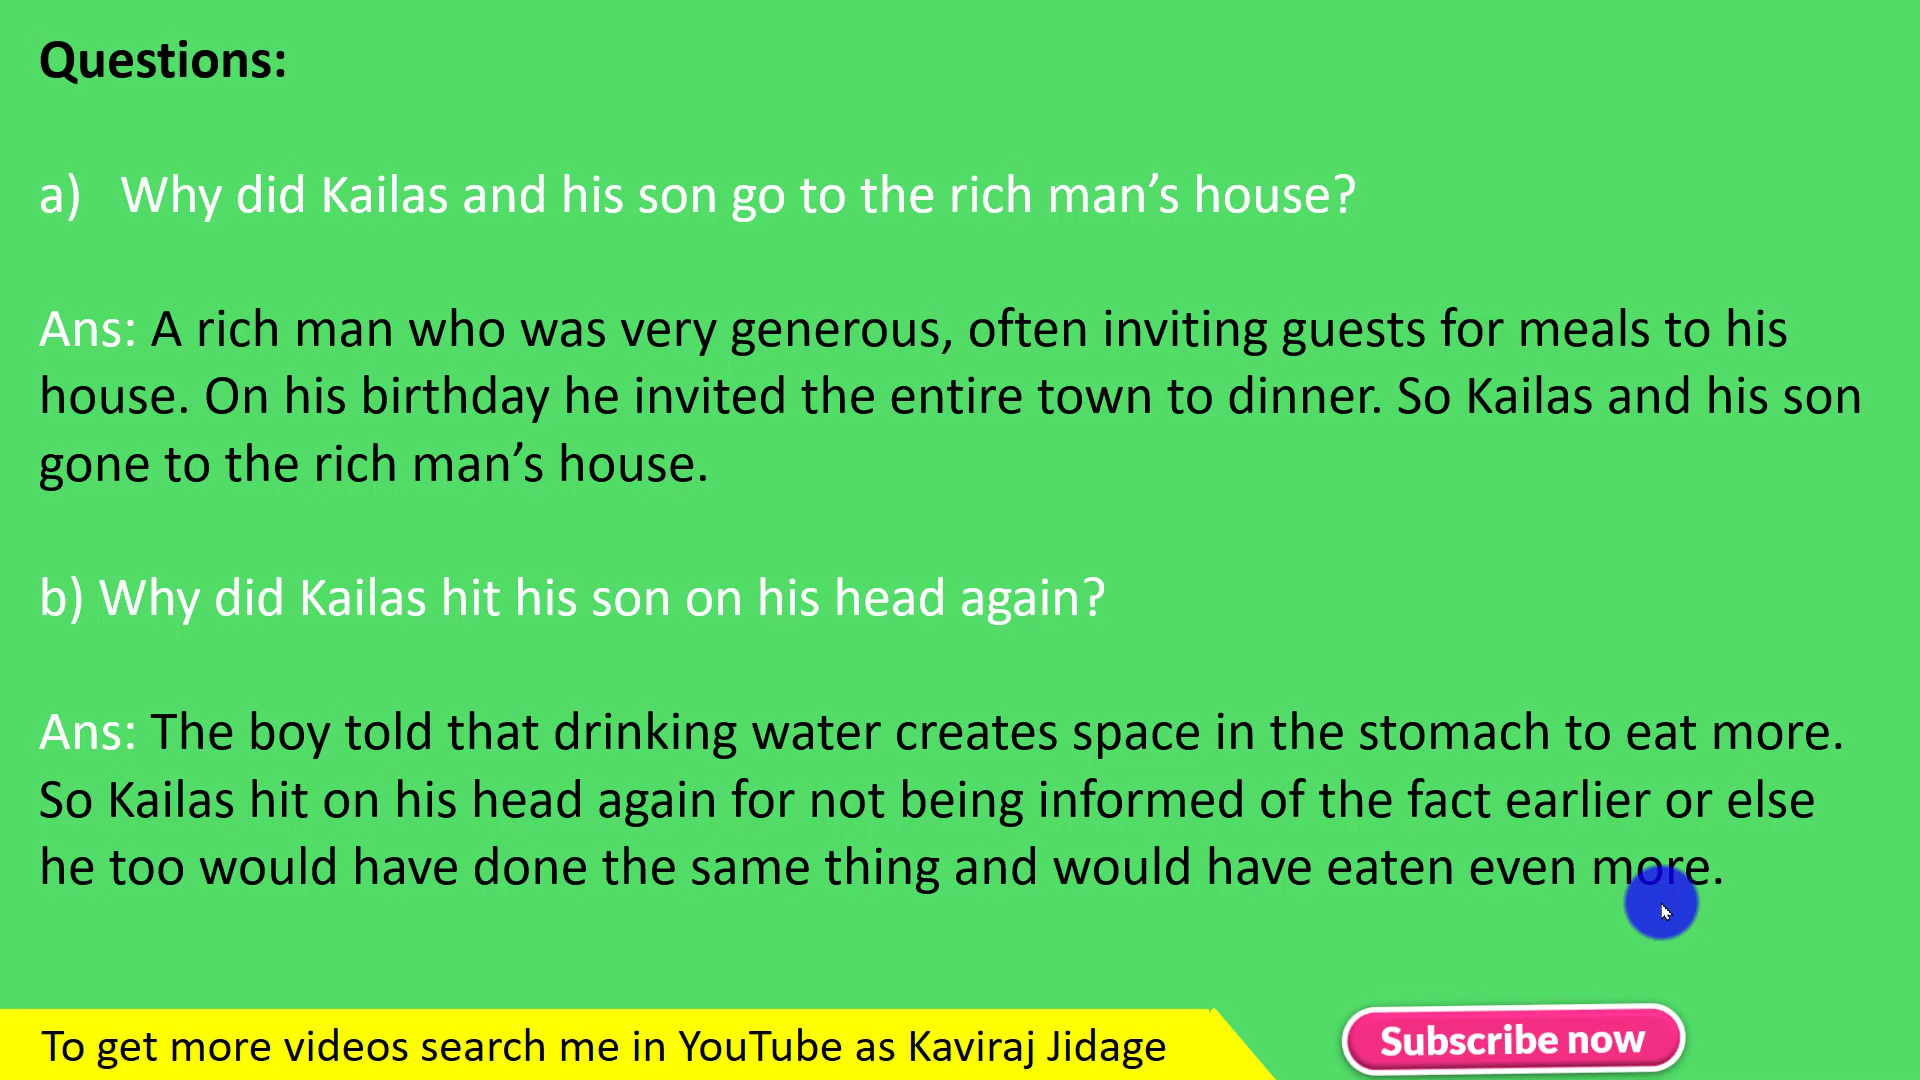 Questions:
a) Why did Kailas and his son go to the rich man’s house?
Ans: A rich man who was very generous, often inviting guests for meals to his
house. On his birthday he invited the entire town to dinner. So Kailas and his son
gone to the rich man’s house.
b) Why did Kailas hit his son on his head again?
Ans: The boy told that drinking water creates space in the stomach to eat more.
So Kailas hit on his head again for not being informed of the fact earlier or else
he too would have done the same thing and would have eaten even more.
To get more videos search me in YouTube as Kaviraj Jidage
Subscribe now